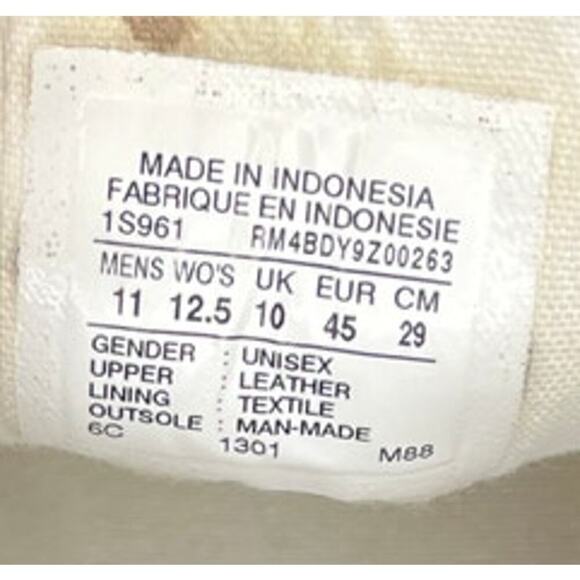 MADE IN INDONESIA
FABRIQUE EN INDONESIE
1S961 RM4BDY9Z00263
MENS WO'S UK EUR CM
11 12.5 10 45 29
GENDER : UNISEX
UPPER : LEATHER
LINING : TEXTILE
OUTSOLE : MAN-MADE
6C 1301 M88